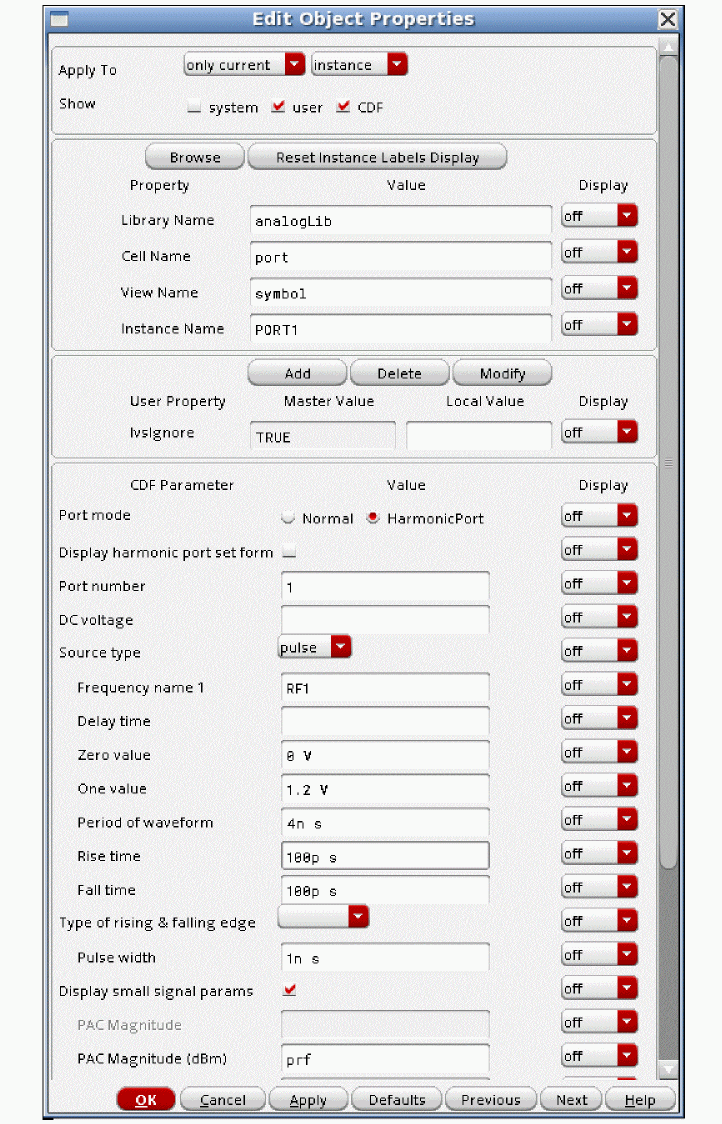 Edit Object Properties
Apply To only current instance
Show system user CDF
Browse Reset Instance Labels Display
Property Value Display
Library Name analogLib off
Cell Name port off
View Name symbol off
Instance Name PORT1 off
Add Delete Modify
User Property Master Value Local Value Display
lvsIgnore TRUE off
CDF Parameter Value Display
Port mode Normal HarmonicPort off
Display harmonic port set form off
Port number 1 off
DC voltage off
Source type pulse off
Frequency name 1 RF1 off
Delay time off
Zero value 0 V off
One value 1.2 V off
Period of waveform 4n s off
Rise time 100p s off
Fall time 100p s off
Type of rising & falling edge off
Pulse width 1n s off
Display small signal params off
PAC Magnitude off
PAC Magnitude (dBm) prf off
OK Cancel Apply Defaults Previous Next Help